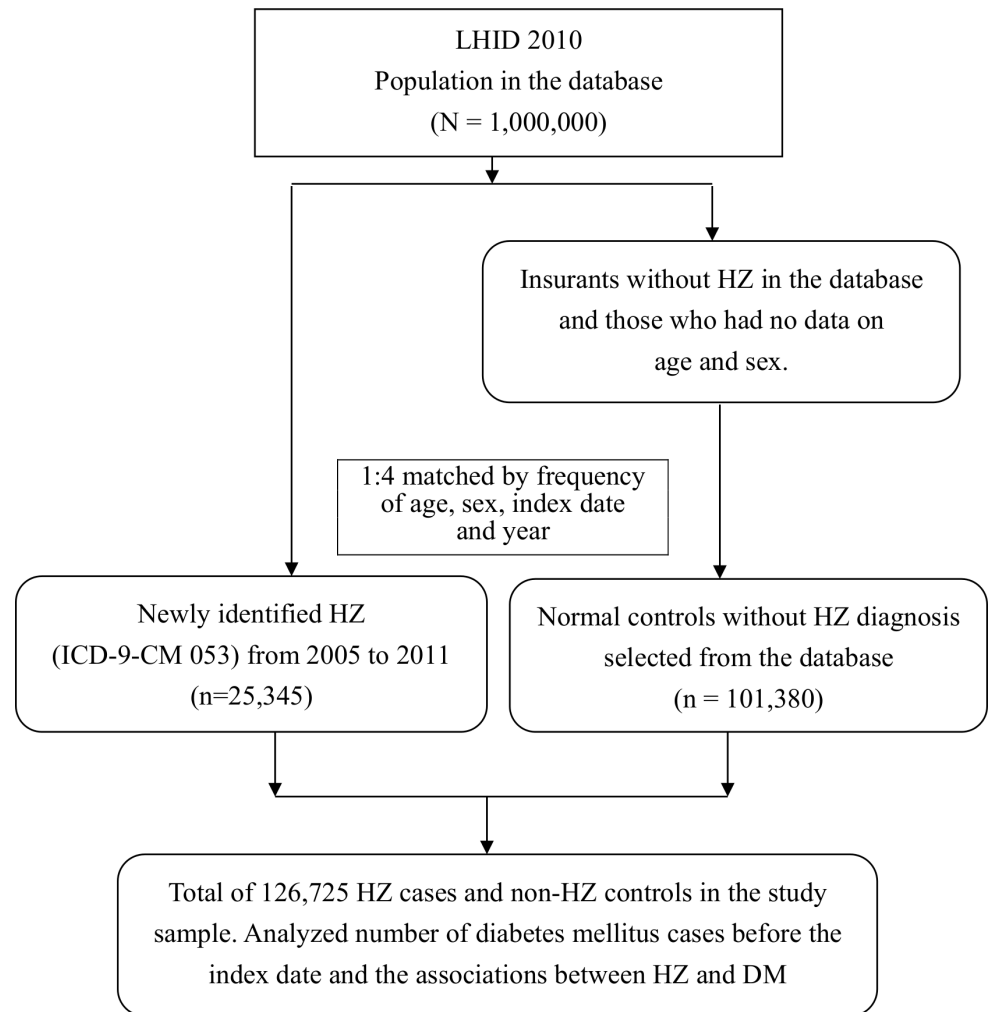 LHID 2010
Population in the database
(N = 1,000,000)
Insurants without HZ in the database
and those who had no data on
age and sex.
1:4 matched by frequency
of age, sex, index date
and year
Newly identified HZ
(ICD-9-CM 053) from 2005 to 2011
(n=25,345)
Normal controls without HZ diagnosis
selected from the database
(n = 101,380)
Total of 126,725 HZ cases and non-HZ controls in the study
sample. Analyzed number of diabetes mellitus cases before the
index date and the associations between HZ and DM